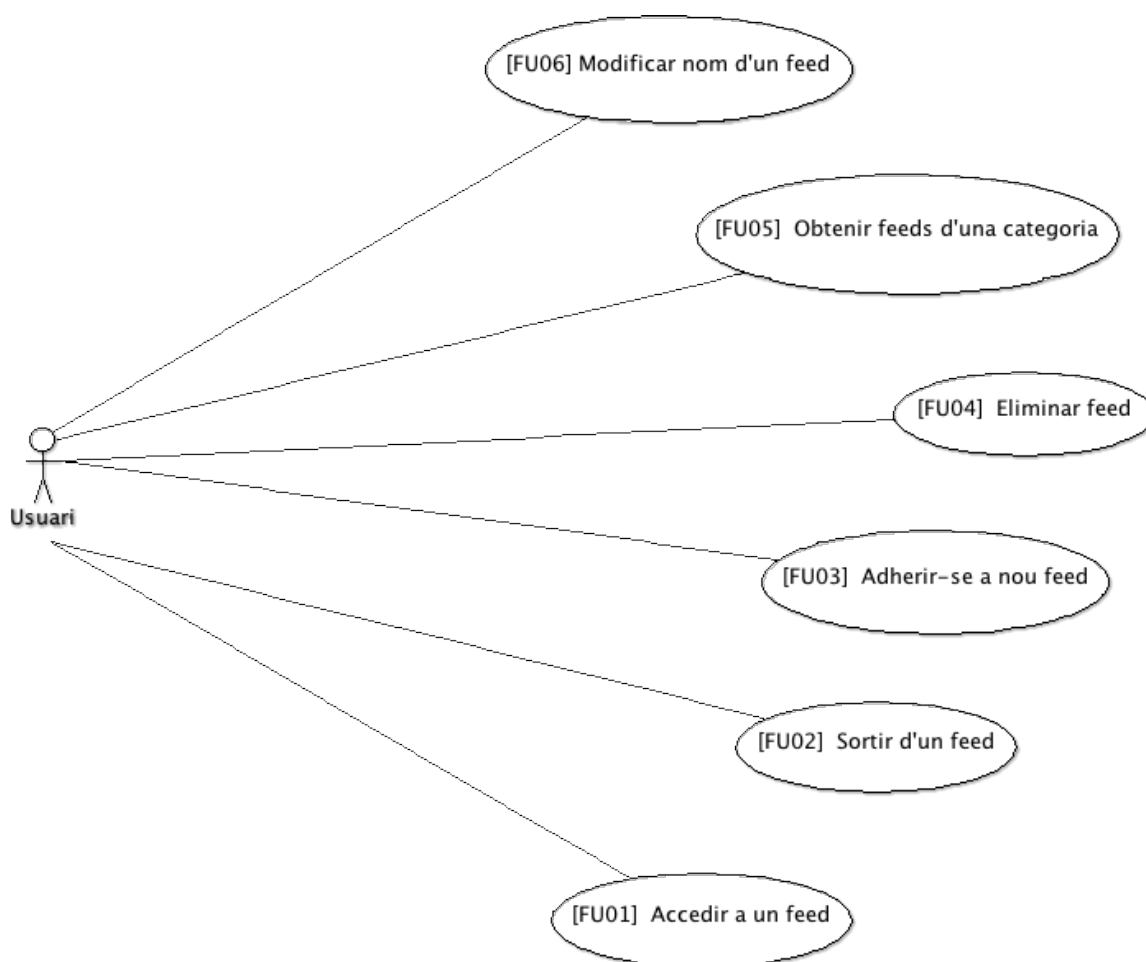 [FU06] Modificar nom d'un feed
[FU05]  Obtenir feeds d'una categoria
[FU04]  Eliminar feed
Usuari
[FU03]  Adherir-se a nou feed
[FU02]  Sortir d'un feed
[FU01]  Accedir a un feed